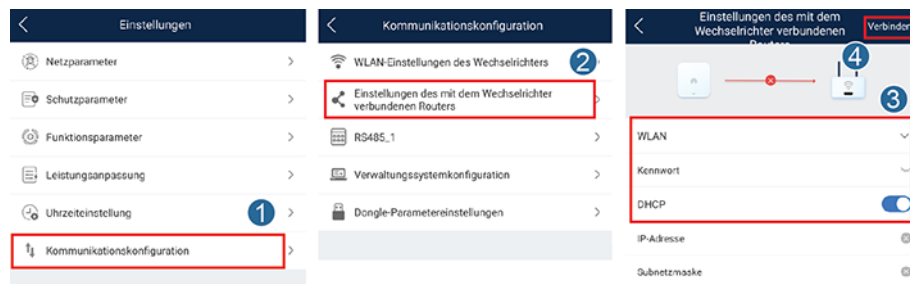 Einstellungen
Netzparameter
Schutzparameter
Funktionsparameter
Leistungsanpassung
Uhrzeiteinstellung
1
Kommunikationskonfiguration
Kommunikationskonfiguration
WLAN-Einstellungen des Wechselrichters
2
Einstellungen des mit dem Wechselrichter
verbundenen Routers
RS485_1
Verwaltungssystemkonfiguration
Dongle-Parametereinstellungen
Einstellungen des mit dem
Wechselrichter verbundenen
Routers
Verbinden
4
3
WLAN
Kennwort
DHCP
IP-Adresse
Subnetzmaske